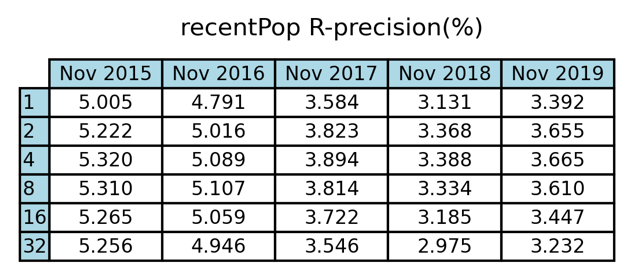 recentPop R-precision(%)
Nov 2015 Nov 2016 Nov 2017 Nov 2018 Nov 2019
1 5.005 4.791 3.584 3.131 3.392
2 5.222 5.016 3.823 3.368 3.655
4 5.320 5.089 3.894 3.388 3.665
8 5.310 5.107 3.814 3.334 3.610
16 5.265 5.059 3.722 3.185 3.447
32 5.256 4.946 3.546 2.975 3.232